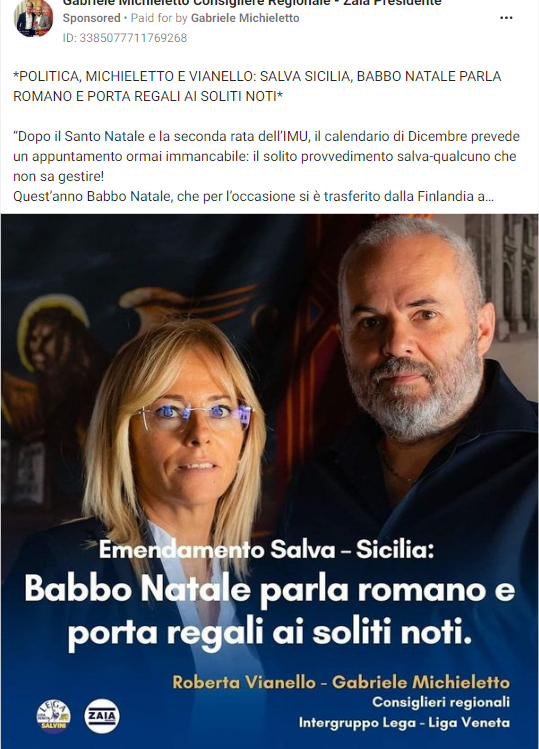 Gabriele Michieletto Consigliere Regionale - Zaia Presidente
Sponsored • Paid for by Gabriele Michieletto
ID: 3385077711769268
*POLITICA, MICHIELETTO E VIANELLO: SALVA SICILIA, BABBO NATALE PARLA
ROMANO E PORTA REGALI AI SOLITI NOTI*
“Dopo il Santo Natale e la seconda rata dell’IMU, il calendario di Dicembre prevede
un appuntamento ormai immancabile: il solito provvedimento salva-qualcuno che
non sa gestire!
Quest’anno Babbo Natale, che per l’occasione si è trasferito dalla Finlandia a...
Emendamento Salva – Sicilia:
Babbo Natale parla romano e
porta regali ai soliti noti.
Roberta Vianello - Gabriele Michieletto
Consiglieri regionali
Intergruppo Lega - Liga Veneta
LEGA
SALVINI
ZAIA